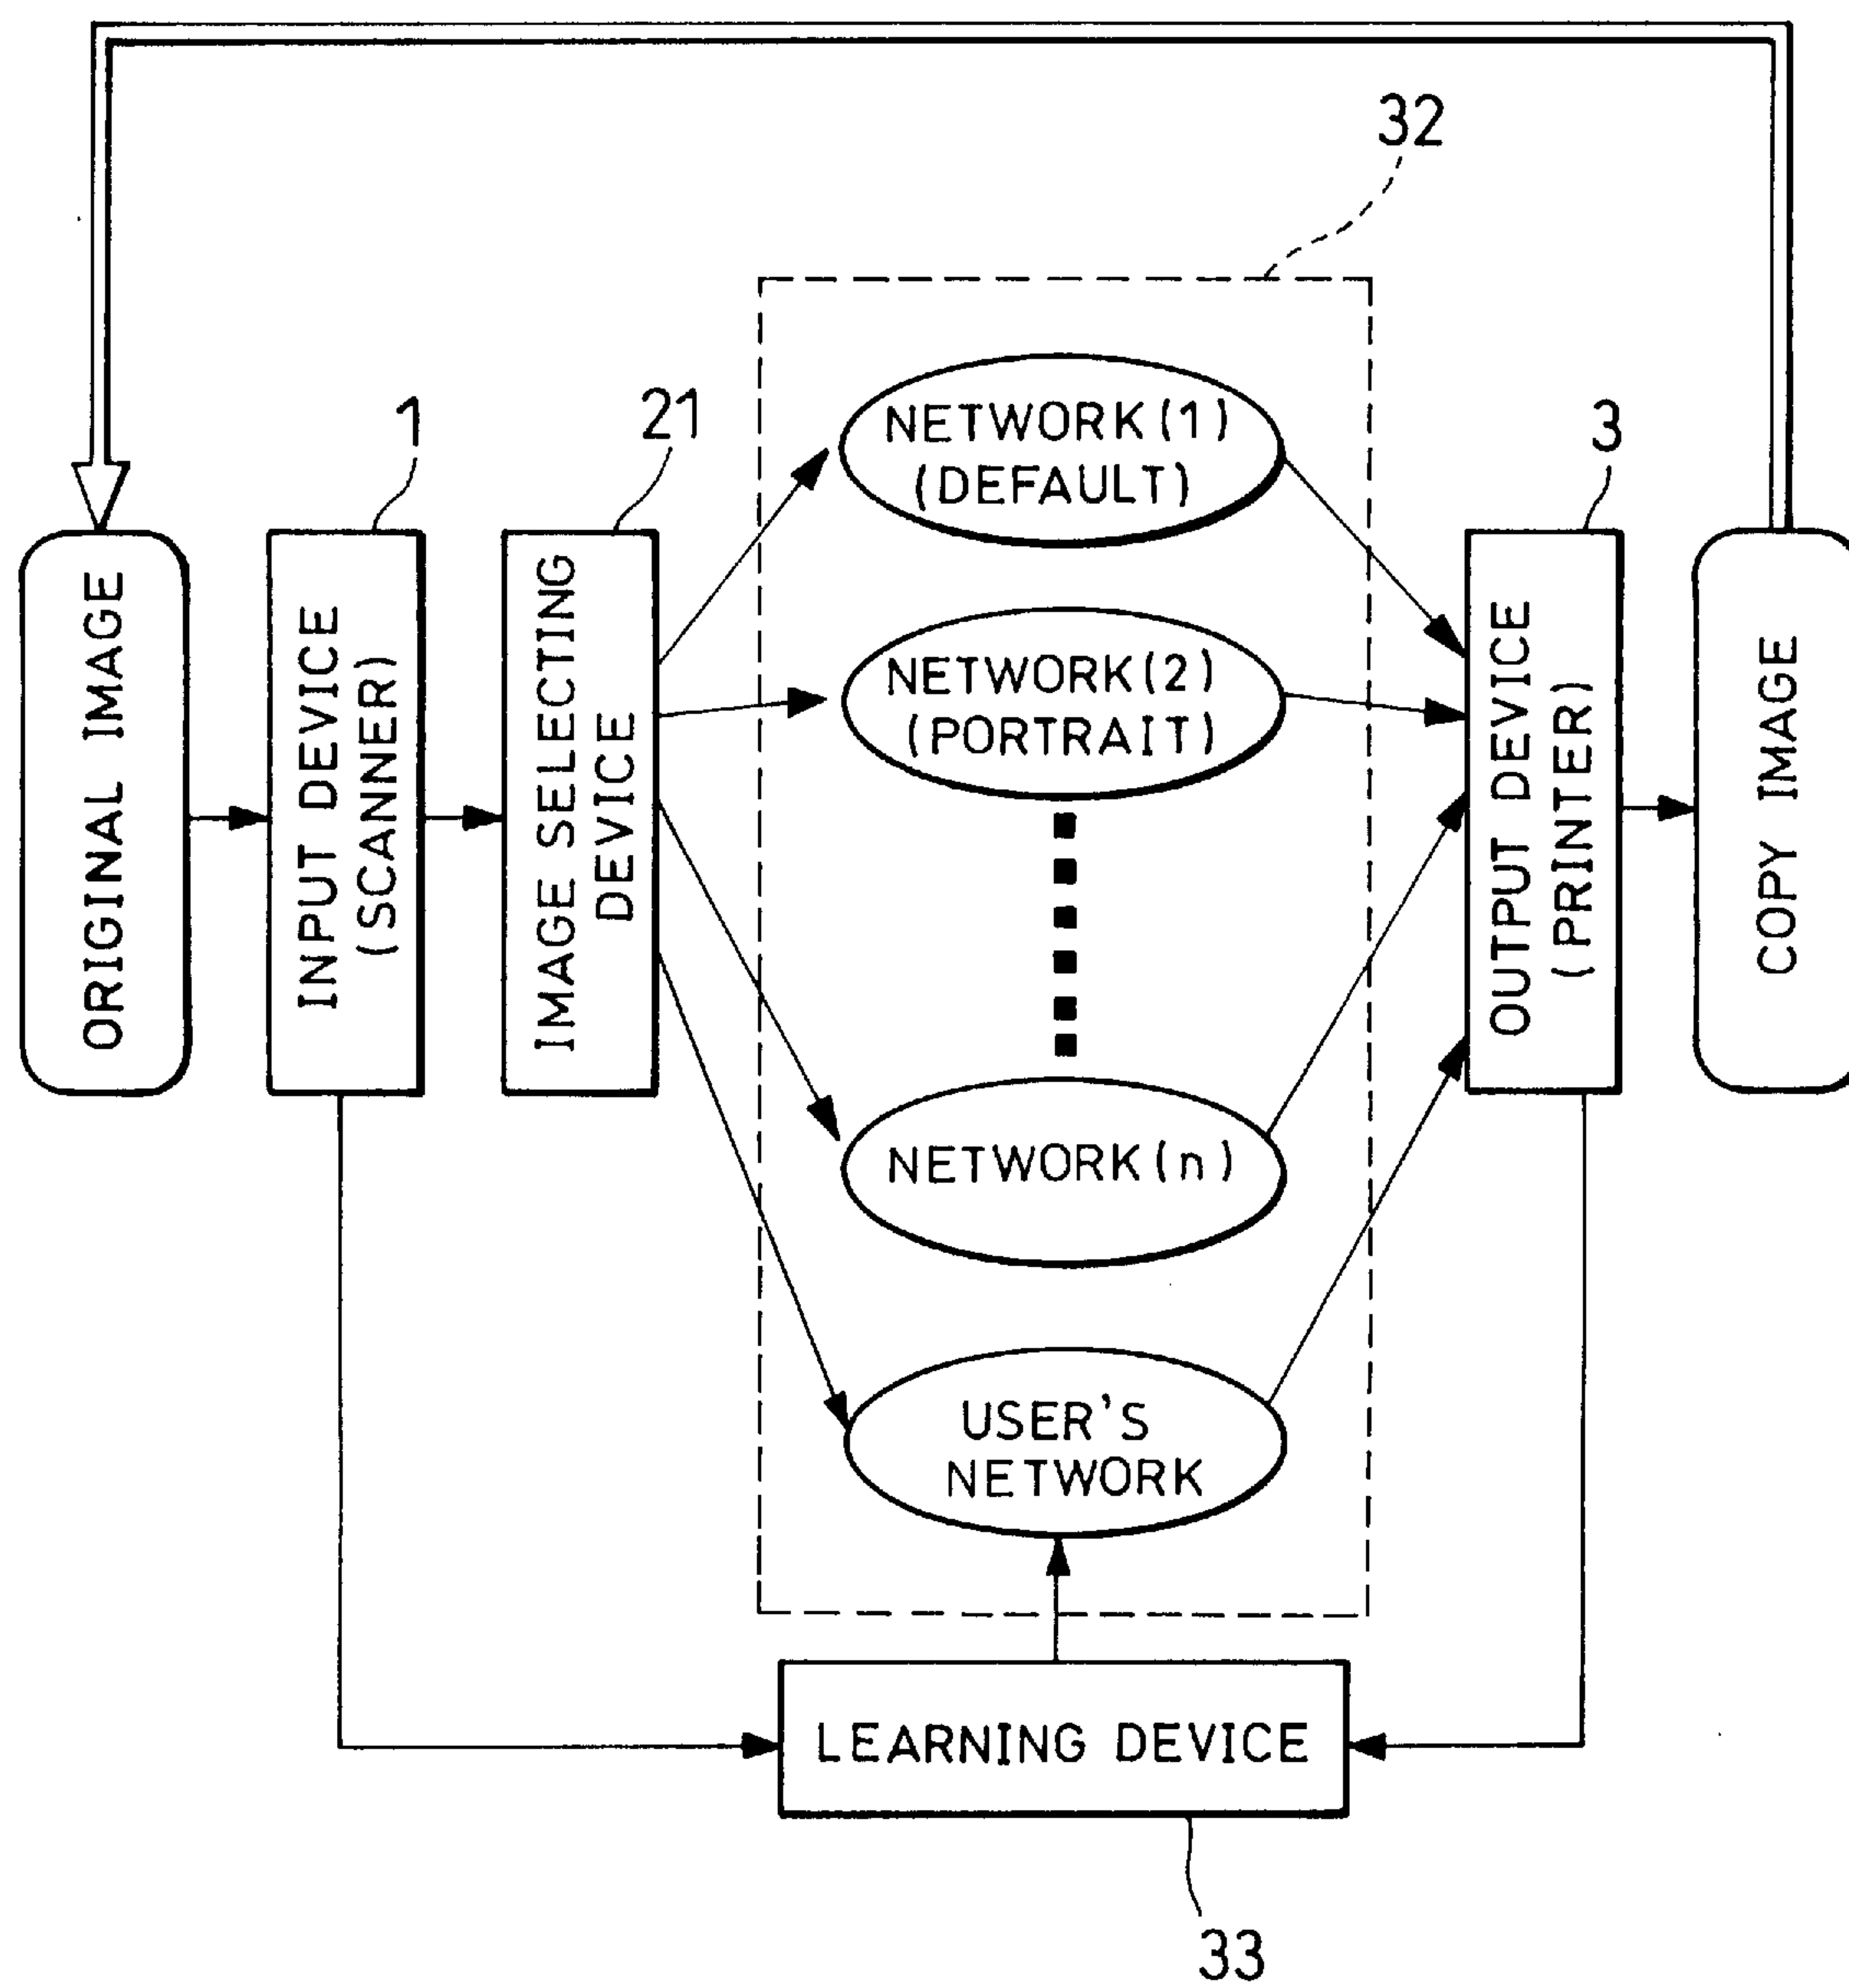 32
1
21
3
NETWORK(1)
(DEFAULT)
NETWORK(2)
(PORTRAIT)
ORIGINAL IMAGE
INPUT DEVICE
(SCANNER)
IMAGE SELECTING
DEVICE
OUTPUT DEVICE
(PRINTER)
COPY IMAGE
NETWORK(n)
USER'S
NETWORK
LEARNING DEVICE
33